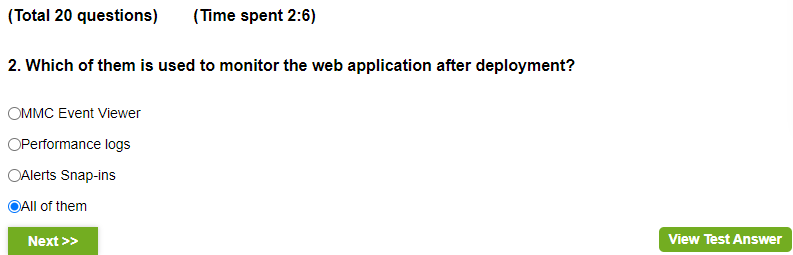 (Total 20 questions) (Time spent 2:6)
2. Which of them is used to monitor the web application after deployment?
MMC Event Viewer
Performance logs
Alerts Snap-ins
All of them
Next >> View Test Answer